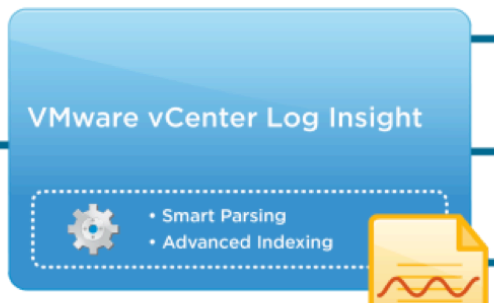 VMware vCenter Log Insight
• Smart Parsing
• Advanced Indexing